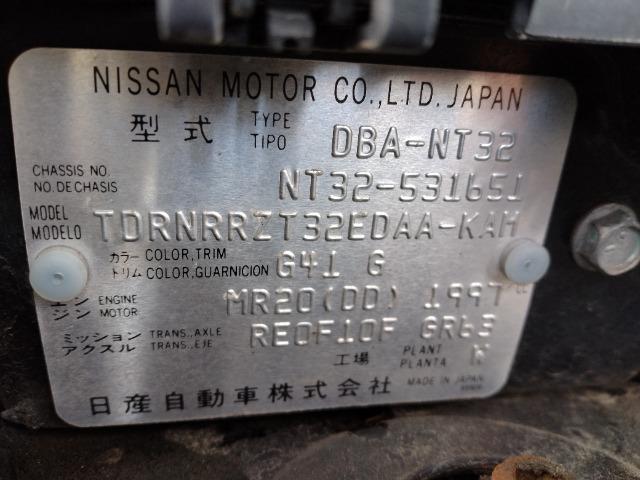 NISSAN MOTOR CO.,LTD. JAPAN
型式 TYPE TIPO DBA-NT32
CHASSIS NO. NO.DECHASIS NT32-531651
MODEL MODELO TDRNRRZT32EDAA-KAH
カラー COLOR,TRIM トリム COLOR,GUARNICION G41 G
エンジン ENGINE MOTOR MR20(DD) 1997 cc
ミッション TRANS.,AXLE アクスル TRANS.,EJE RE0F10F GR63
工場 PLANT PLANTA K
日産自動車株式会社 MADE IN JAPAN